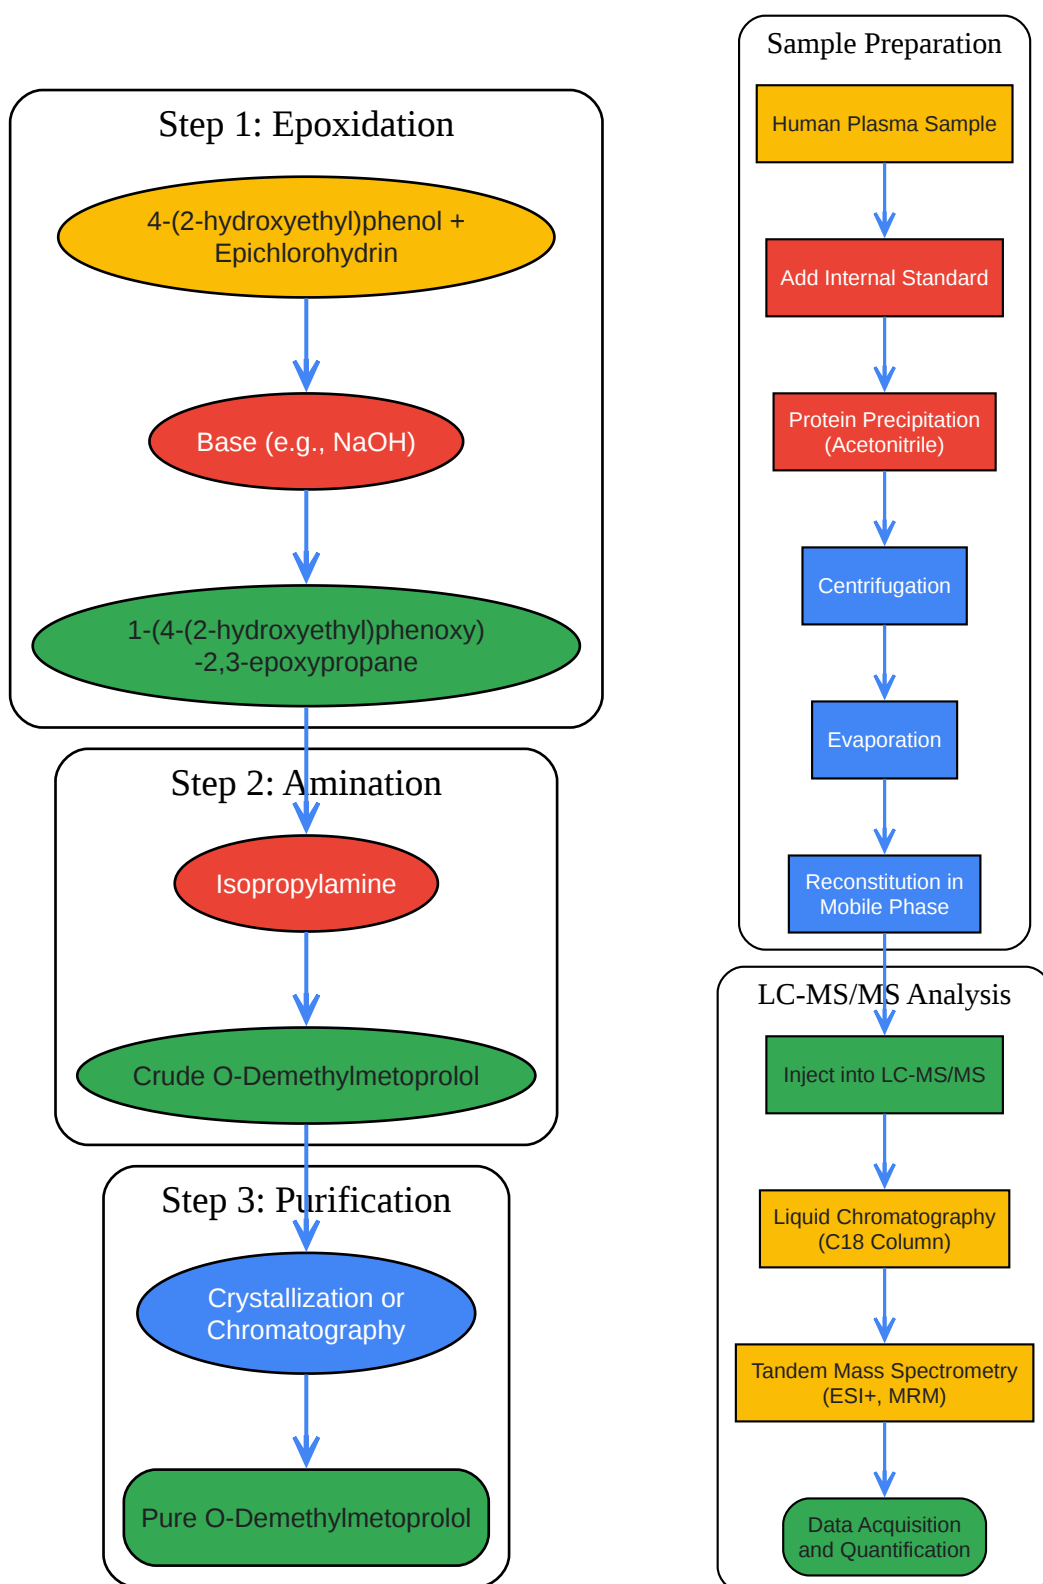 Step 1: Epoxidation
4-(2-hydroxyethyl)phenol +
Epichlorohydrin
Base (e.g., NaOH)
1-(4-(2-hydroxyethyl)phenoxy)
-2,3-epoxypropane
Step 2: Amination
Isopropylamine
Crude O-Demethylmetoprolol
Step 3: Purification
Crystallization or
Chromatography
Pure O-Demethylmetoprolol
Sample Preparation
Human Plasma Sample
Add Internal Standard
Protein Precipitation
(Acetonitrile)
Centrifugation
Evaporation
Reconstitution in
Mobile Phase
LC-MS/MS Analysis
Inject into LC-MS/MS
Liquid Chromatography
(C18 Column)
Tandem Mass Spectrometry
(ESI+, MRM)
Data Acquisition
and Quantification